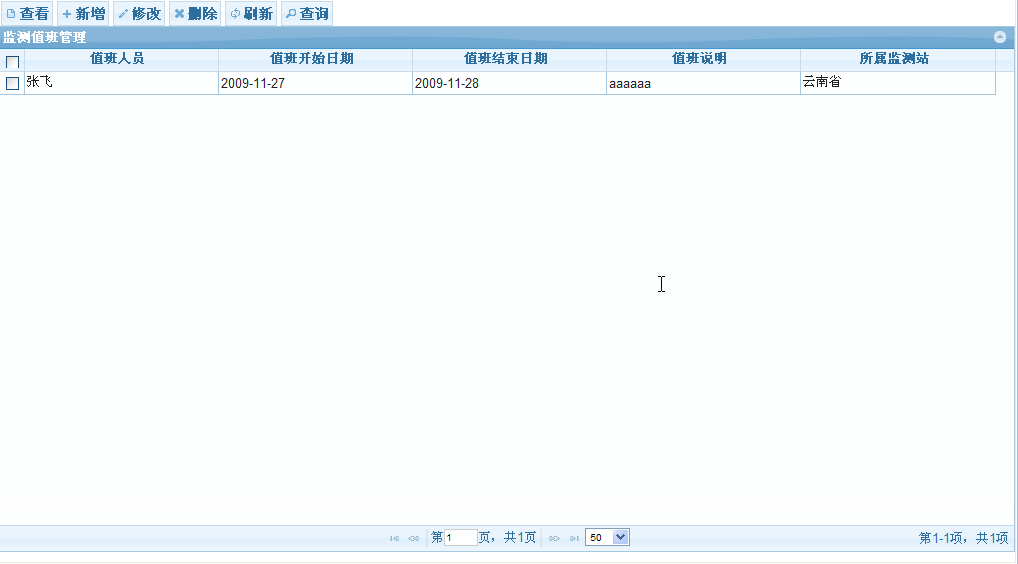 查看 新增 修改 删除 刷新 查询
监测值班管理
值班人员 值班开始日期 值班结束日期 值班说明 所属监测站
张飞 2009-11-27 2009-11-28 aaaaaa 云南省
第 1 页，共1页 50 第1-1项，共1项